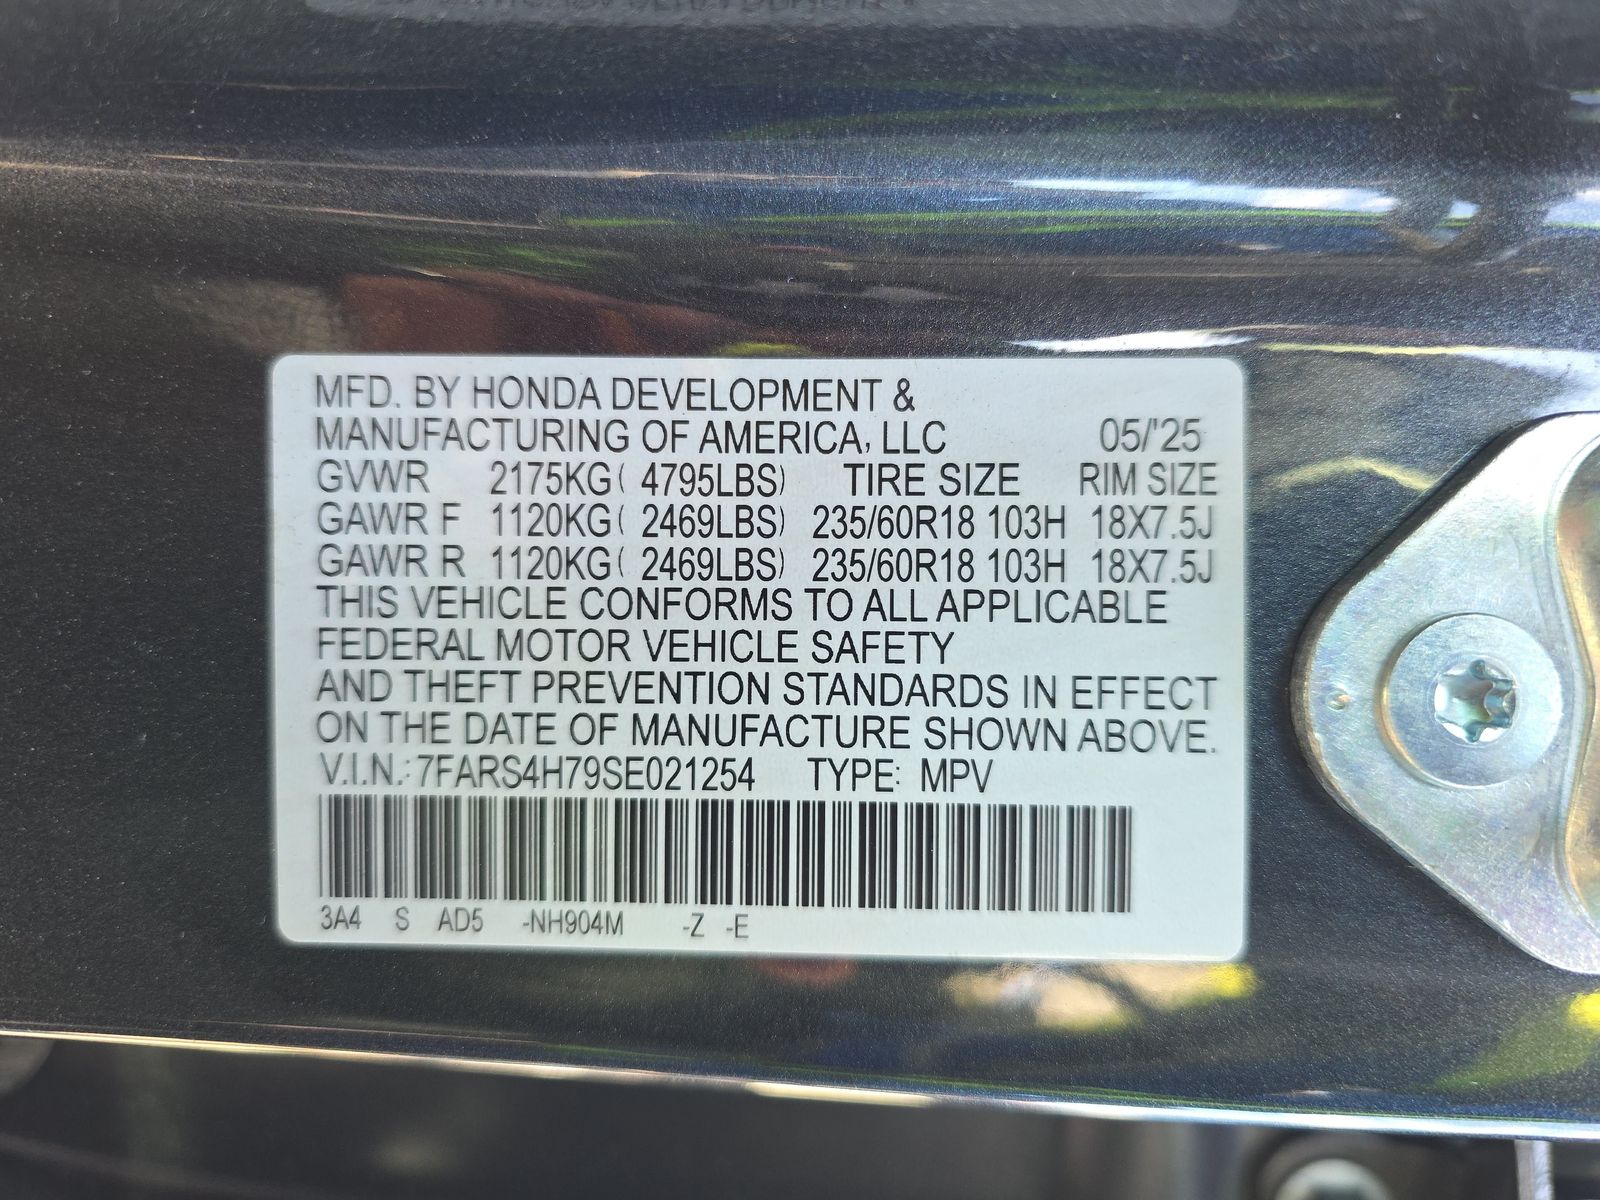 MFD. BY HONDA DEVELOPMENT &
MANUFACTURING OF AMERICA, LLC 05/'25
GVWR 2175KG( 4795LBS) TIRE SIZE RIM SIZE
GAWR F 1120KG( 2469LBS) 235/60R18 103H 18X7.5J
GAWR R 1120KG( 2469LBS) 235/60R18 103H 18X7.5J
THIS VEHICLE CONFORMS TO ALL APPLICABLE
FEDERAL MOTOR VEHICLE SAFETY
AND THEFT PREVENTION STANDARDS IN EFFECT
ON THE DATE OF MANUFACTURE SHOWN ABOVE.
V.I.N.: 7FARS4H79SE021254 TYPE: MPV
3A4 S AD5 -NH904M -Z -E